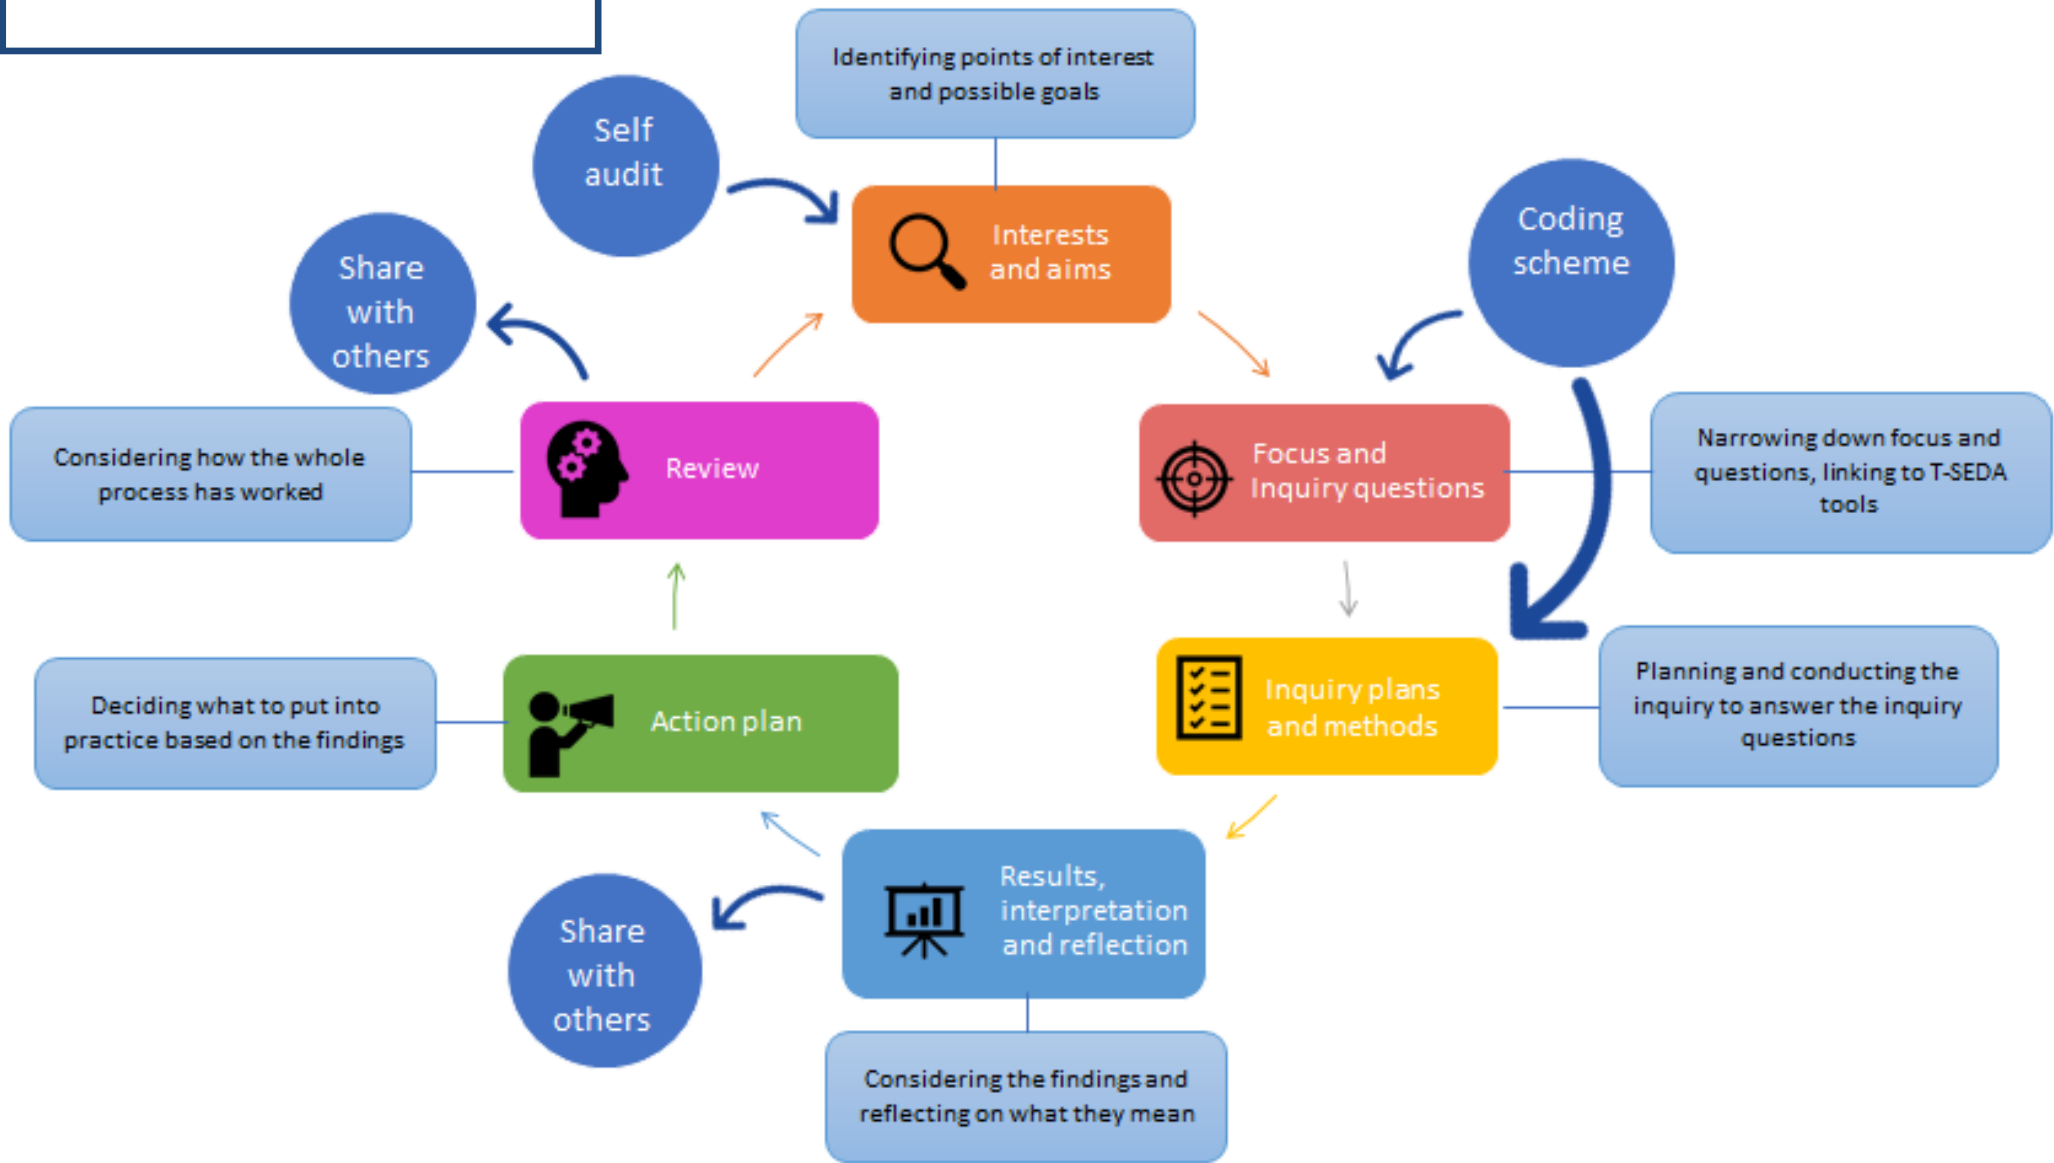 Identifying points of interest
and possible goals
Self
audit
Interests
and aims
Coding
scheme
Share
with
others
Considering how the whole
process has worked
Review
Focus and
Inquiry questions
Narrowing down focus and
questions, linking to T-SEDA
tools
Deciding what to put into
practice based on the findings
Action plan
Inquiry plans
and methods
Planning and conducting the
inquiry to answer the inquiry
questions
Results,
interpretation
and reflection
Share
with
others
Considering the findings and
reflecting on what they mean